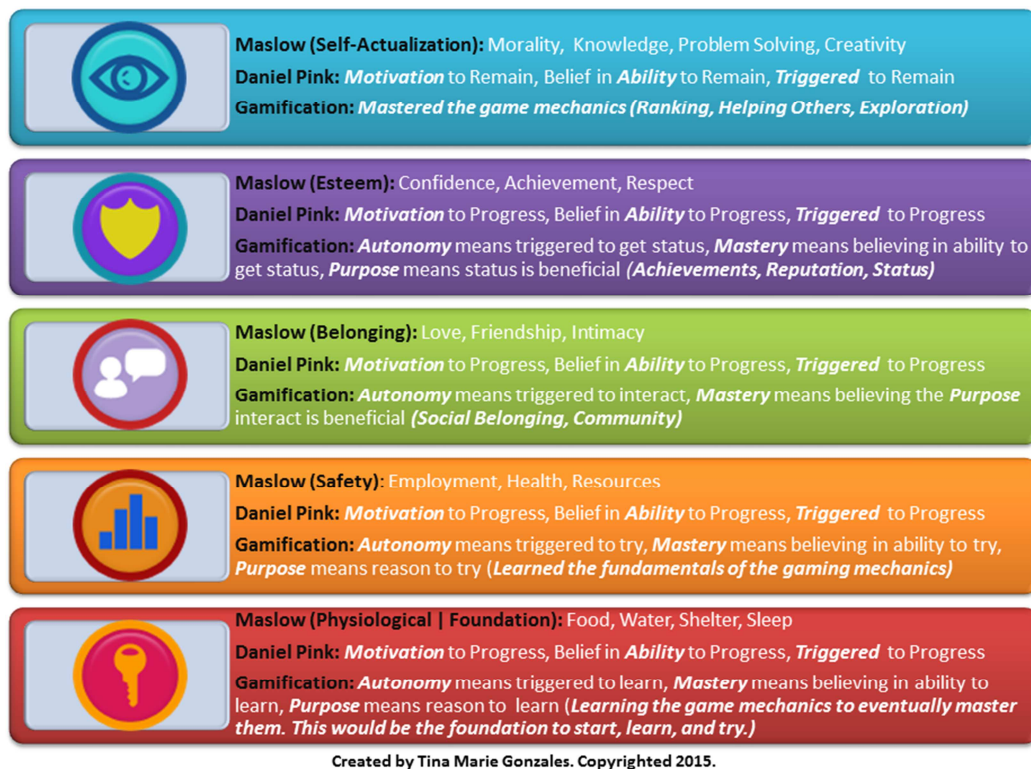 Maslow (Self-Actualization): Morality, Knowledge, Problem Solving, Creativity
Daniel Pink: Motivation to Remain, Belief in Ability to Remain, Triggered to Remain
Gamification: Mastered the game mechanics (Ranking, Helping Others, Exploration)
Maslow (Esteem): Confidence, Achievement, Respect
Daniel Pink: Motivation to Progress, Belief in Ability to Progress, Triggered to Progress
Gamification: Autonomy means triggered to get status, Mastery means believing in ability to
get status, Purpose means status is beneficial (Achievements, Reputation, Status)
Maslow (Belonging): Love, Friendship, Intimacy
Daniel Pink: Motivation to Progress, Belief in Ability to Progress, Triggered to Progress
Gamification: Autonomy means triggered to interact, Mastery means believing the Purpose
interact is beneficial (Social Belonging, Community)
Maslow (Safety): Employment, Health, Resources
Daniel Pink: Motivation to Progress, Belief in Ability to Progress, Triggered to Progress
Gamification: Autonomy means triggered to try, Mastery means believing in ability to try,
Purpose means reason to try (Learned the fundamentals of the gaming mechanics)
Maslow (Physiological | Foundation): Food, Water, Shelter, Sleep
Daniel Pink: Motivation to Progress, Belief in Ability to Progress, Triggered to Progress
Gamification: Autonomy means triggered to learn, Mastery means believing in ability to
learn, Purpose means reason to learn (Learning the game mechanics to eventually master
them. This would be the foundation to start, learn, and try.)
Created by Tina Marie Gonzales. Copyrighted 2015.